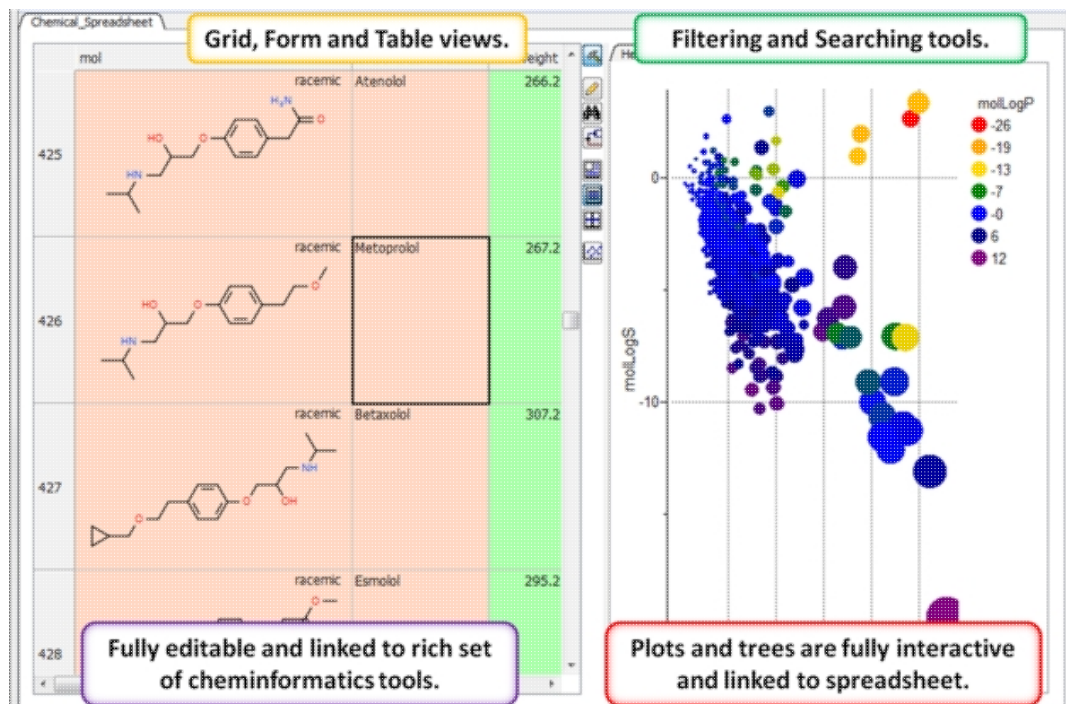 Chemical_Spreadsheet
Grid, Form and Table views.
Filtering and Searching tools.
mol
eight
He
425
racemic
Atenolol
266.2
H₂N
O
HO
O
HN
426
racemic
Metoprolol
267.2
O
HO
O
HN
427
racemic
Betaxolol
307.2
HN
O
OH
O
428
racemic
Esmolol
295.2
O
molLogP
-26
-19
-13
-7
-0
6
12
0
-10
molLogS
Fully editable and linked to rich set
of cheminformatics tools.
Plots and trees are fully interactive
and linked to spreadsheet.